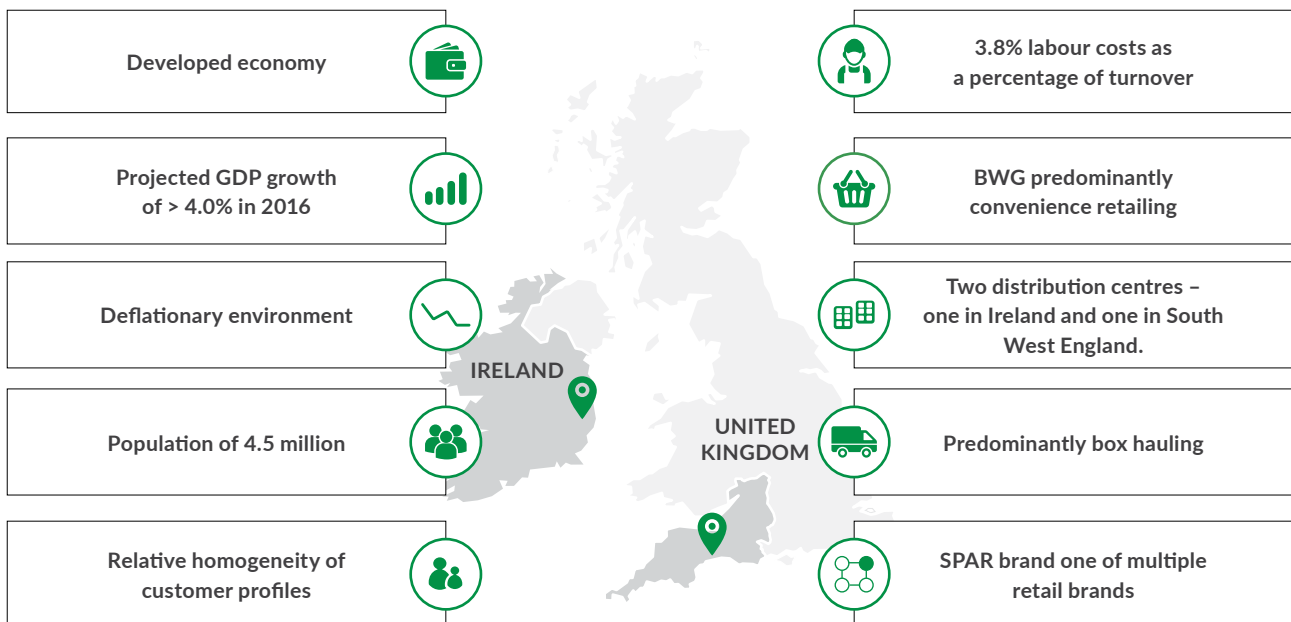 Developed economy
Projected GDP growth
of > 4.0% in 2016
Deflationary environment
Population of 4.5 million
Relative homogeneity of
customer profiles
IRELAND
UNITED
KINGDOM
3.8% labour costs as
a percentage of turnover
BWG predominantly
convenience retailing
Two distribution centres –
one in Ireland and one in South
West England.
Predominantly box hauling
SPAR brand one of multiple
retail brands